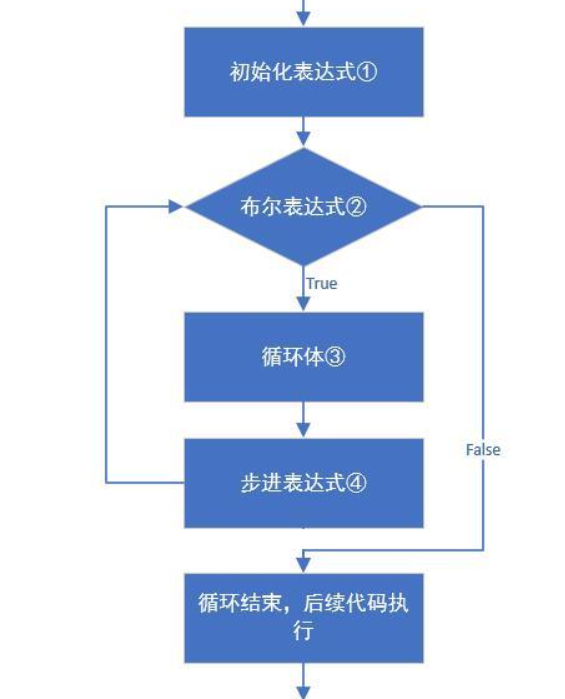 初始化表达式①
布尔表达式②
True
循环体③
False
步进表达式④
循环结束，后续代码执
行